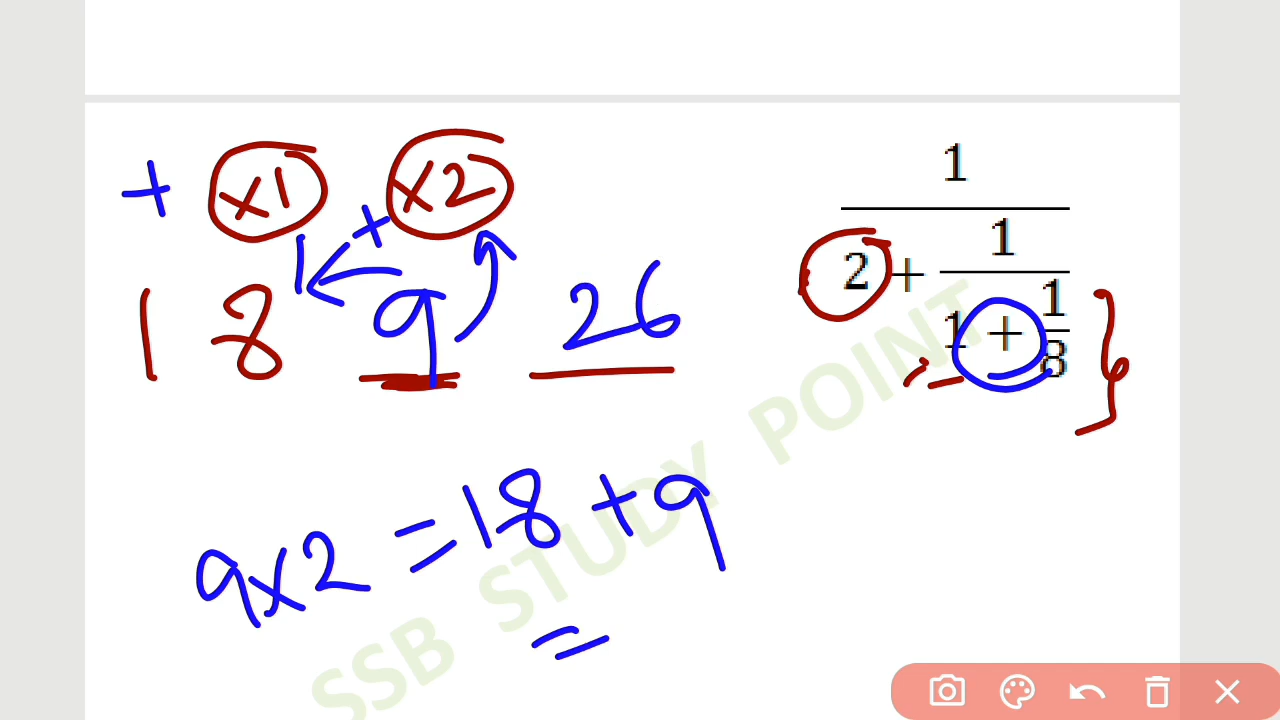 + ×1 + ×2
1 8 9 26
9×2 = 18+9
=
1
2+ 1
1+ 1
8
SSB STUDY POINT